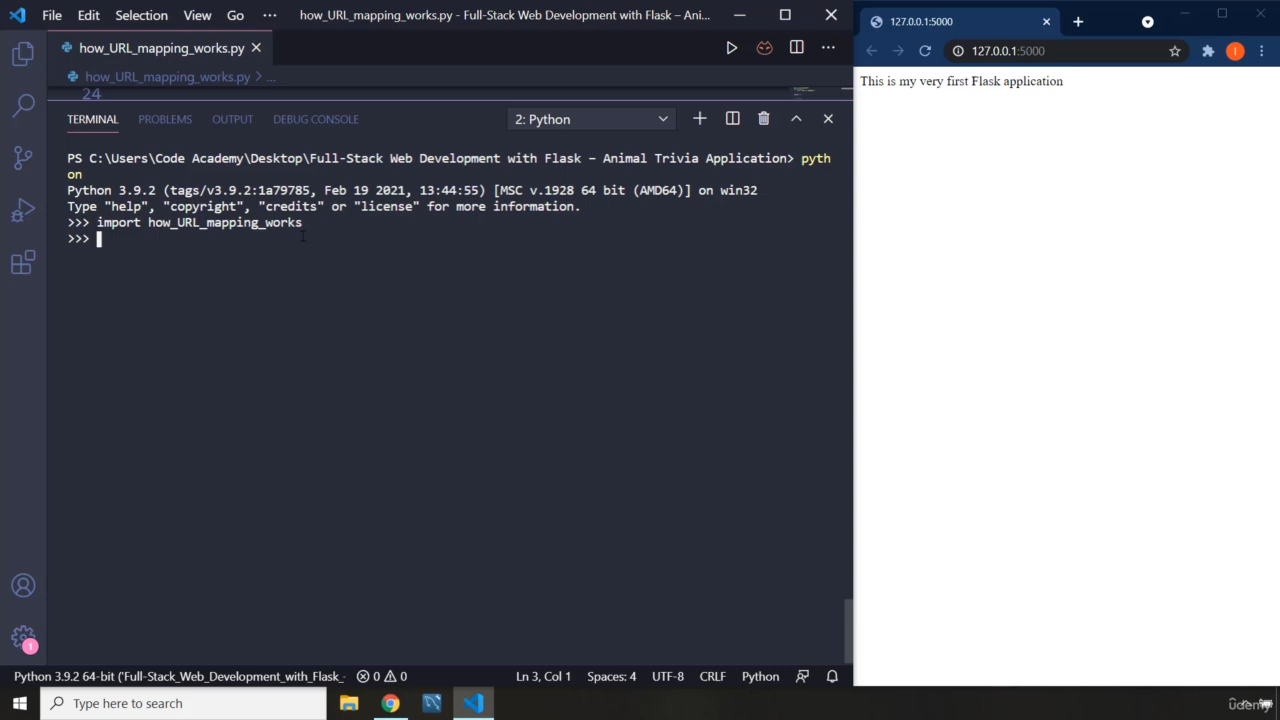 File Edit Selection View Go ··· how_URL_mapping_works.py - Full-Stack Web Development with Flask – Ani...
how_URL_mapping_works.py
how_URL_mapping_works.py > ...
24
TERMINAL PROBLEMS OUTPUT DEBUG CONSOLE 2: Python
PS C:\Users\Code Academy\Desktop\Full-Stack Web Development with Flask – Animal Trivia Application> pyth
on
Python 3.9.2 (tags/v3.9.2:1a79785, Feb 19 2021, 13:44:55) [MSC v.1928 64 bit (AMD64)] on win32
Type "help", "copyright", "credits" or "license" for more information.
>>> import how_URL_mapping_works
>>>
1
Python 3.9.2 64-bit ('Full-Stack_Web_Development_with_Flask_- 0 0 Ln 3, Col 1 Spaces: 4 UTF-8 CRLF Python
127.0.0.1:5000
127.0.0.1:5000
I
This is my very first Flask application
Type here to search
udemy